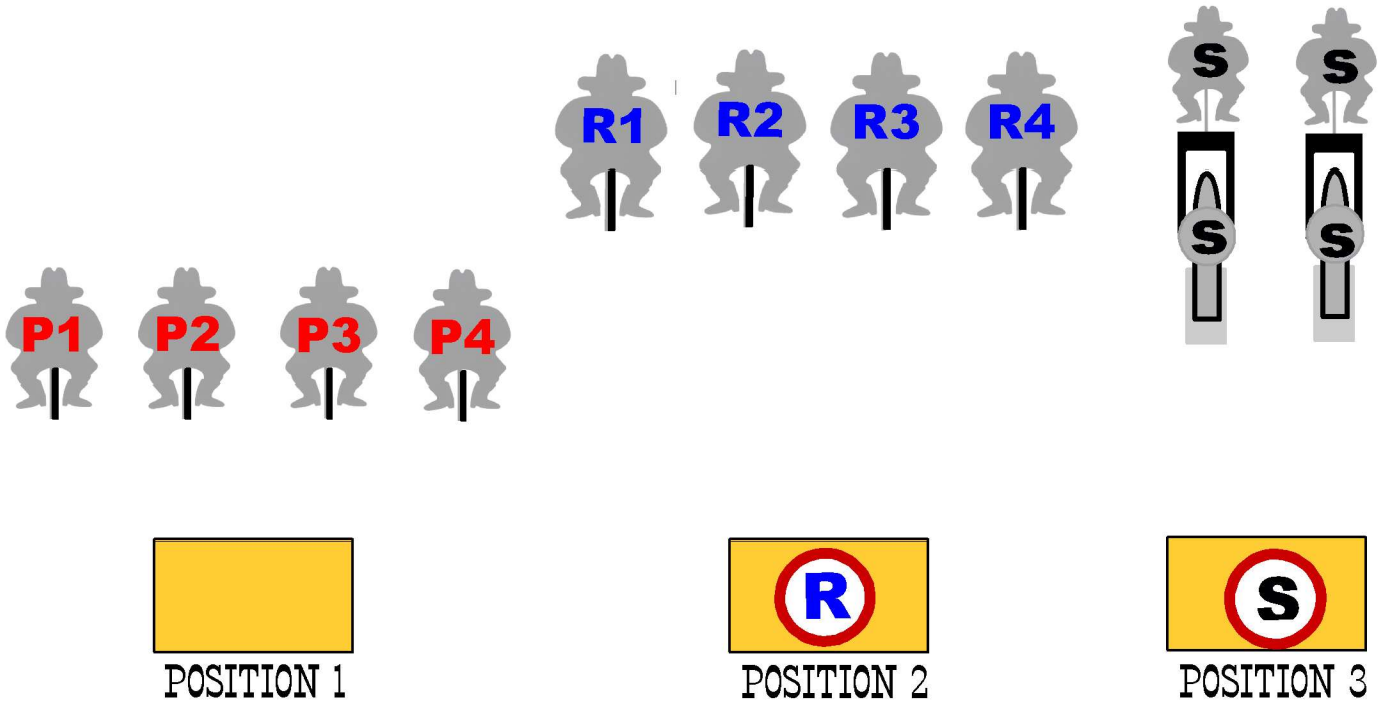 S S
R1 R2 R3 R4
S S
P1 P2 P3 P4
R S
POSITION 1 POSITION 2 POSITION 3